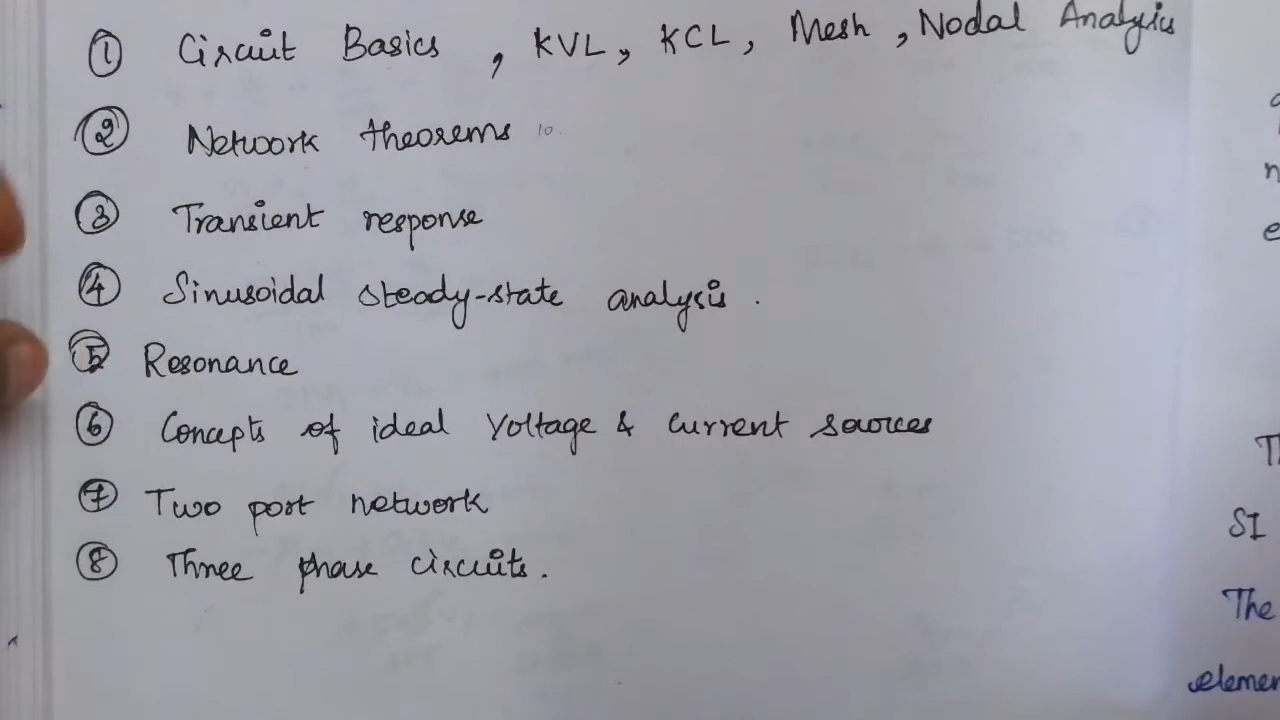 ① Circuit Basics , KVL, KCL, Mesh , Nodal Analysis
② Network theorems 10.
③ Transient response
④ Sinusoidal steady-state analysis .
⑤ Resonance
⑥ Concepts of ideal Voltage & Current sources
⑦ Two port network
⑧ Three phase circuits.
SI
The